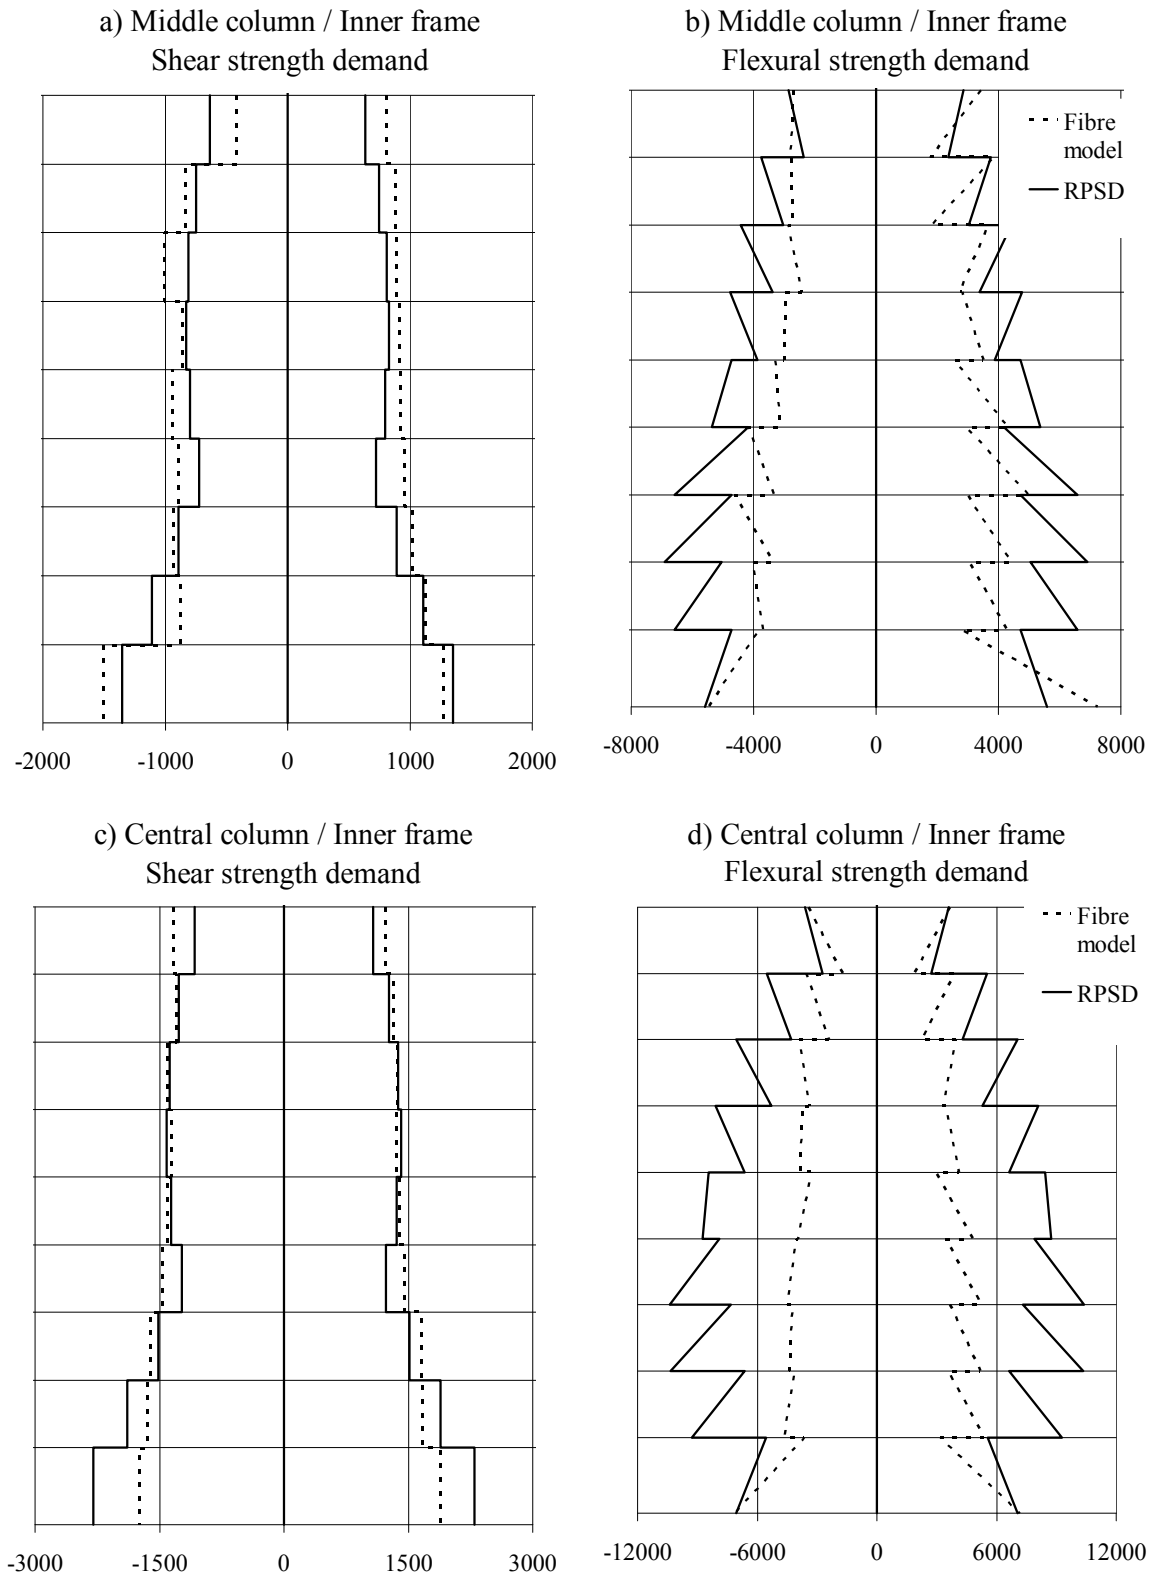 a) Middle column / Inner frame
Shear strength demand
-2000 -1000 0 1000 2000
b) Middle column / Inner frame
Flexural strength demand
Fibre
model
RPSD
-8000 -4000 0 4000 8000
c) Central column / Inner frame
Shear strength demand
-3000 -1500 0 1500 3000
d) Central column / Inner frame
Flexural strength demand
Fibre
model
RPSD
-12000 -6000 0 6000 12000